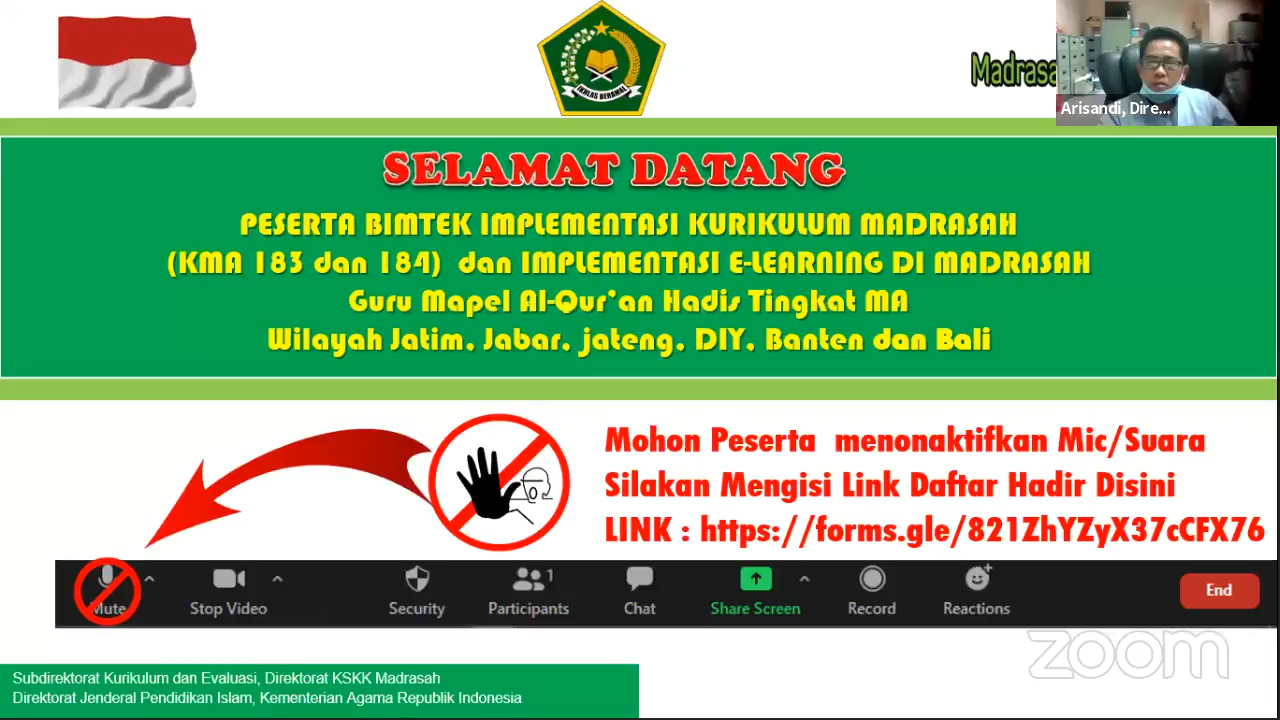 IKHLAS BERAMAL
Madrasa
Arisandi, Dire...
SELAMAT DATANG
PESERTA BIMTEK IMPLEMENTASI KURIKULUM MADRASAH
(KMA 183 dan 184) dan IMPLEMENTASI E-LEARNING DI MADRASAH
Guru Mapel Al-Qur'an Hadis Tingkat MA
Wilayah Jatim, Jabar, jateng, DIY, Banten dan Bali
Mohon Peserta menonaktifkan Mic/Suara
Silakan Mengisi Link Daftar Hadir Disini
LINK : https://forms.gle/821ZhYZyX37cCFX76
Mute
Stop Video
Security
Participants 1
Chat
Share Screen
Record
Reactions
End
zoom
Subdirektorat Kurikulum dan Evaluasi, Direktorat KSKK Madrasah
Direktorat Jenderal Pendidikan Islam, Kementerian Agama Republik Indonesia